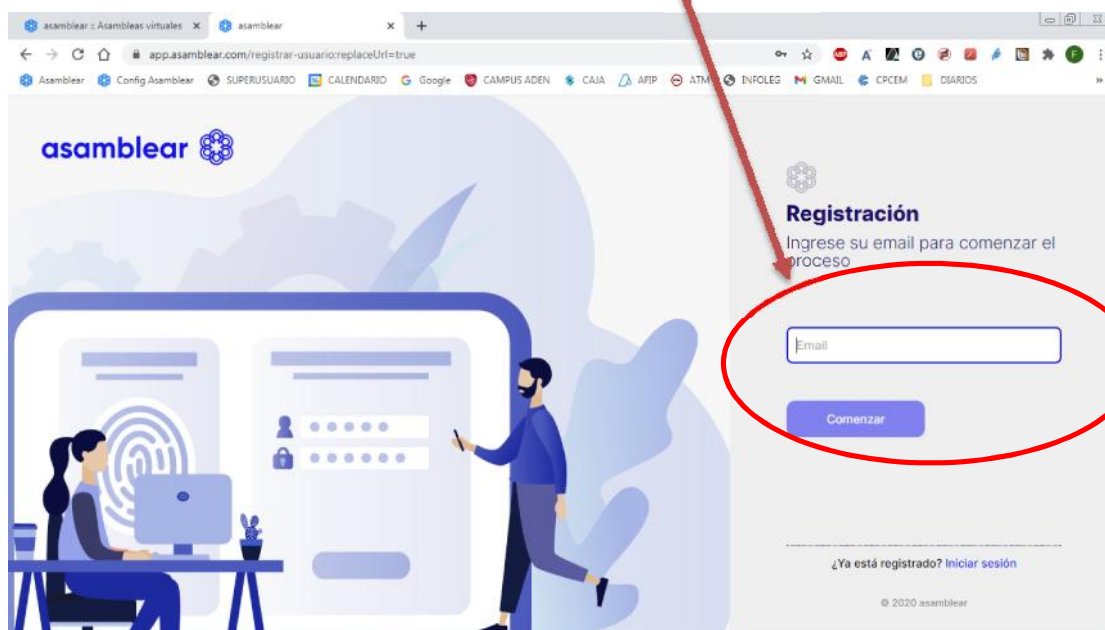 asamblear :: Asambleas virtuales
asamblear
app.asamblear.com/registrar-usuario:replaceUrl=true
Asamblear
Config Asamblear
SUPERUSUARIO
CALENDARIO
Google
CAMPUS ADEN
CAJA
AFIP
ATM
INFOLEG
GMAIL
CPCEM
DIARIOS
asamblear
Registración
Ingrese su email para comenzar el
proceso
Email
Comenzar
¿Ya está registrado? Iniciar sesión
© 2020 asamblear